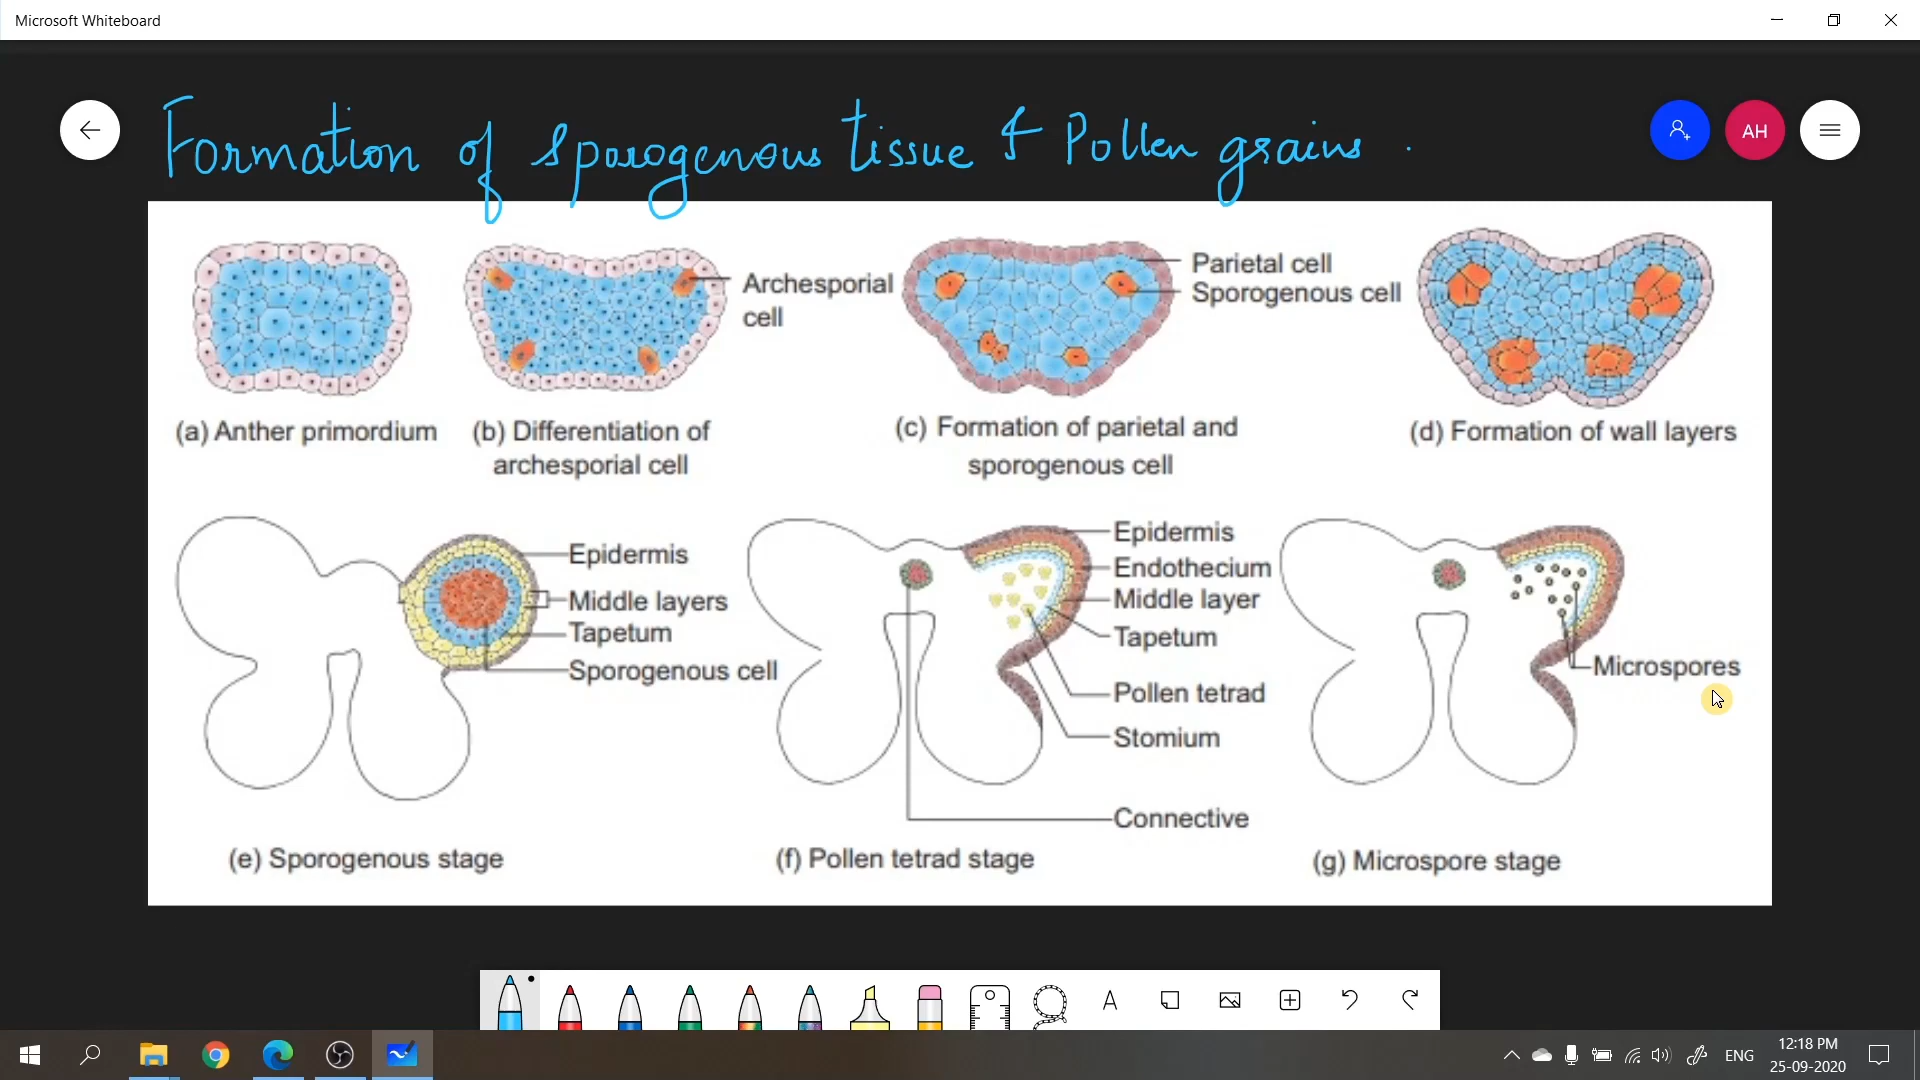 Microsoft Whiteboard
Formation of sporogenous tissue & Pollen grains.
AH
Archesporial
cell
Parietal cell
Sporogenous cell
(a) Anther primordium
(b) Differentiation of
archesporial cell
(c) Formation of parietal and
sporogenous cell
(d) Formation of wall layers
Epidermis
Middle layers
Tapetum
Sporogenous cell
Epidermis
Endothecium
Middle layer
Tapetum
Pollen tetrad
Stomium
Connective
Microspores
(e) Sporogenous stage
(f) Pollen tetrad stage
(g) Microspore stage
A
ENG
12:18 PM
25-09-2020